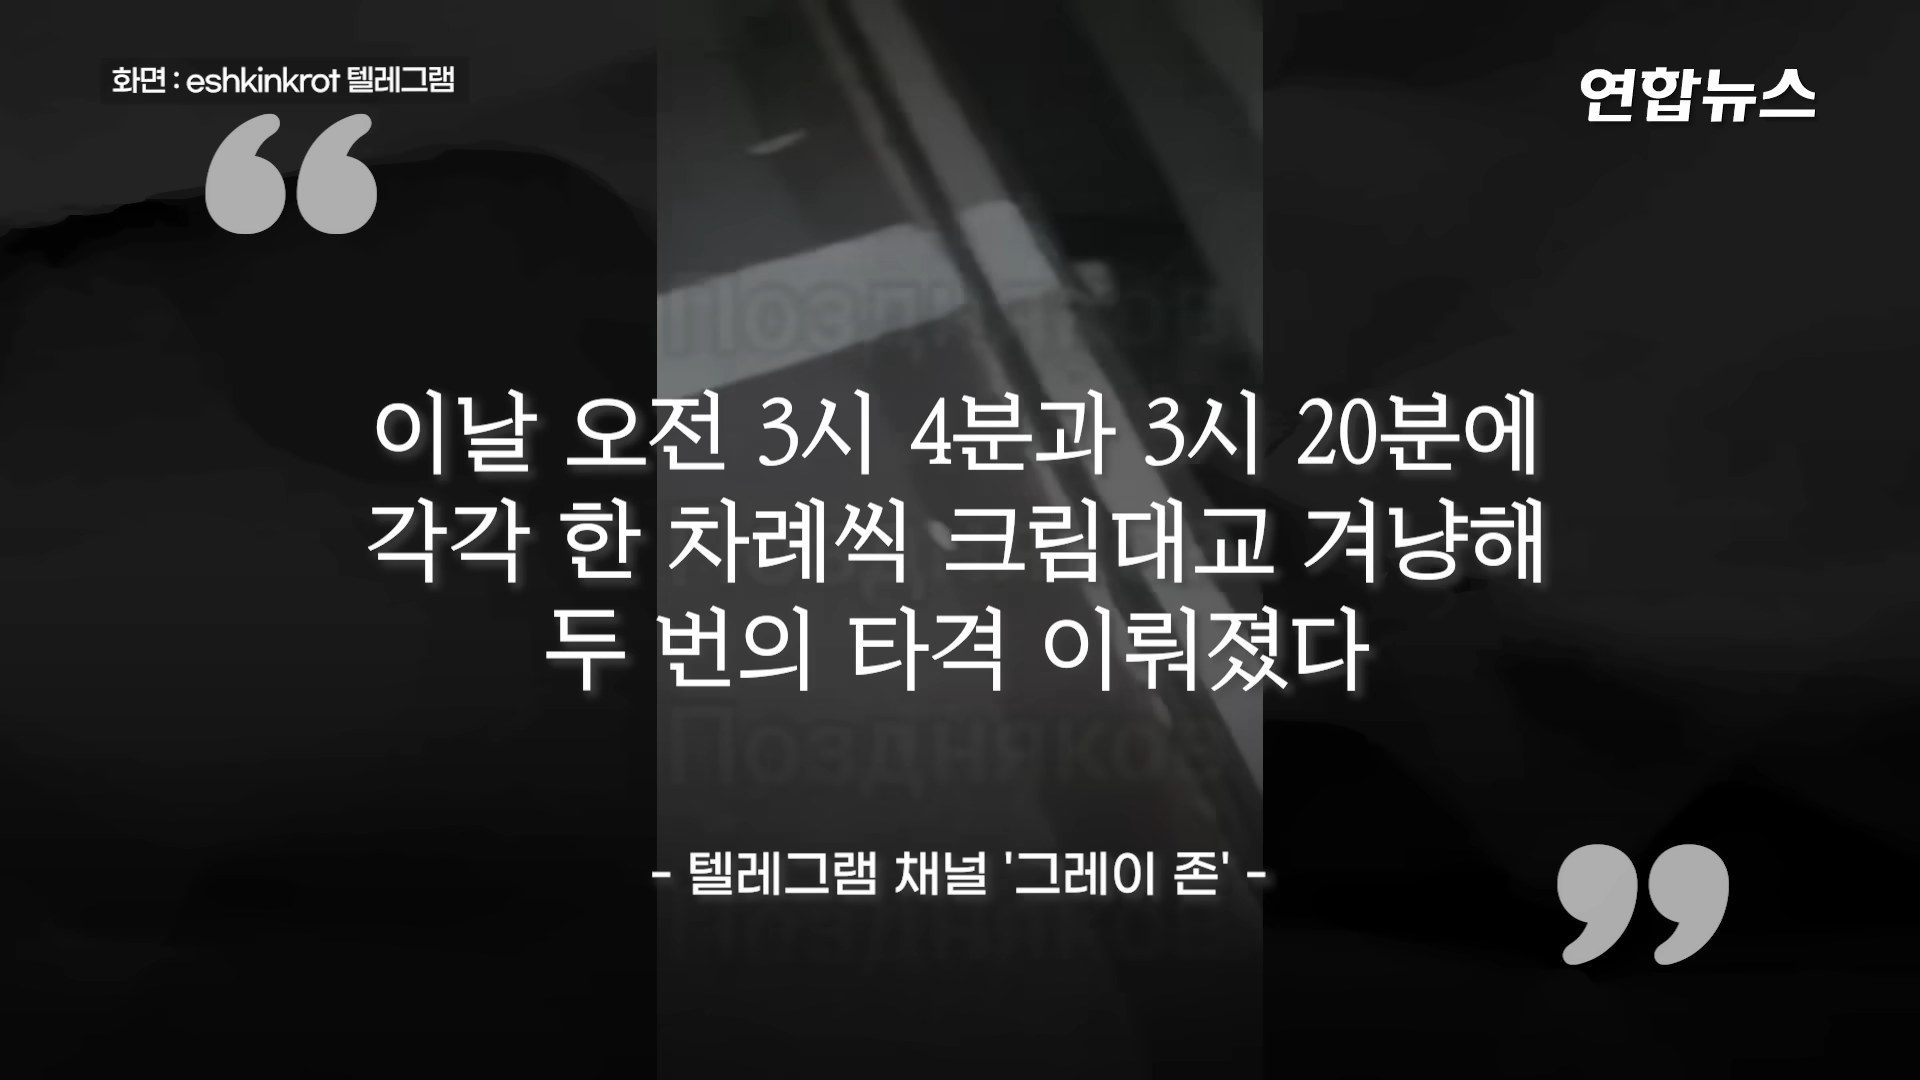 화면 : eshkinkrot 텔레그램
연합뉴스
Поздняков
이날 오전 3시 4분과 3시 20분에
각각 한 차례씩 크림대교 겨냥해
두 번의 타격 이뤄졌다
Поздняков
- 텔레그램 채널 '그레이 존' -